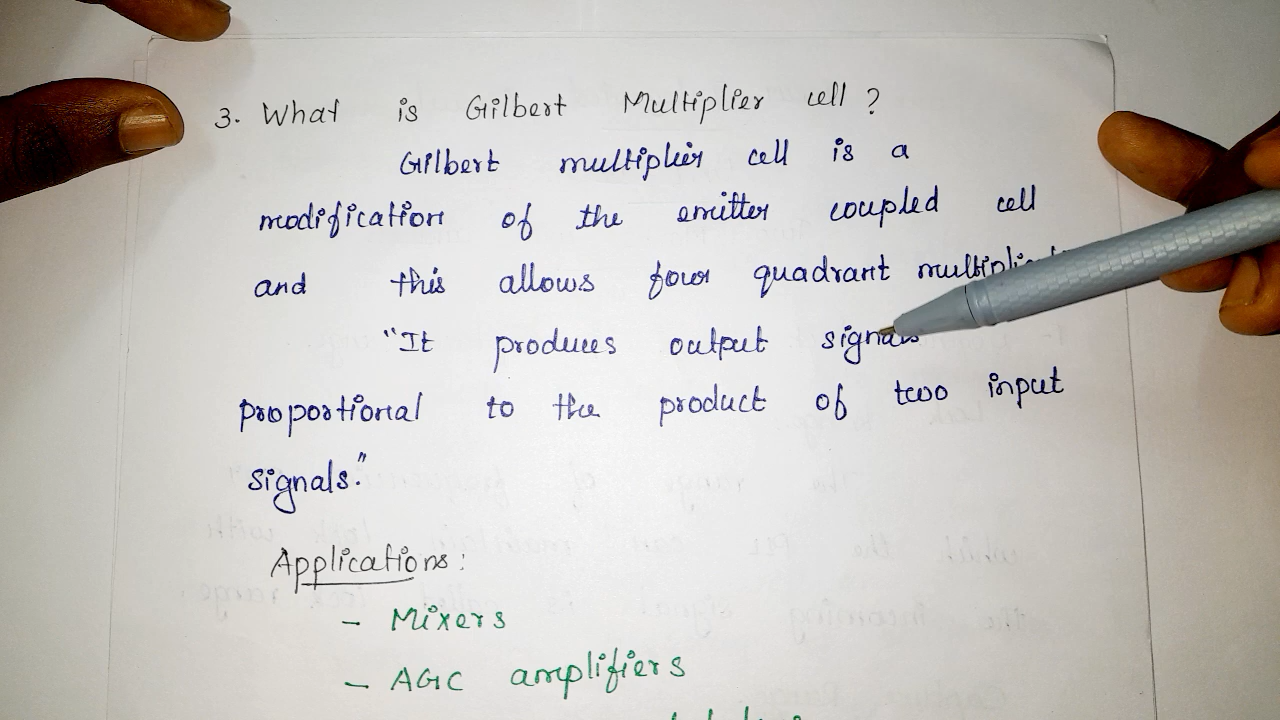 3. What is Gilbert Multiplier cell ?
Gilbert multiplier cell is a
modification of the emitter coupled cell
and this allows four quadrant
"It produces output signals
proportional to the product of two input
signals."
Applications :
- Mixers
- AGC amplifiers